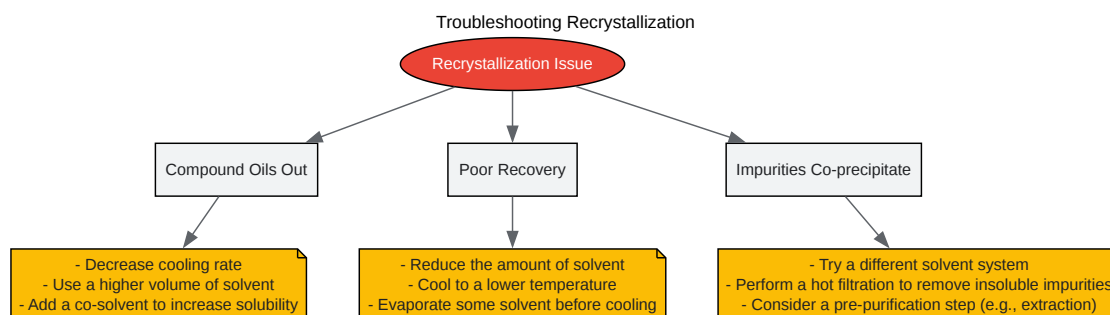 Troubleshooting Recrystallization
Recrystallization Issue
Compound Oils Out
Poor Recovery
Impurities Co-precipitate
- Decrease cooling rate
- Use a higher volume of solvent
- Add a co-solvent to increase solubility
- Reduce the amount of solvent
- Cool to a lower temperature
- Evaporate some solvent before cooling
- Try a different solvent system
- Perform a hot filtration to remove insoluble impurities
- Consider a pre-purification step (e.g., extraction)